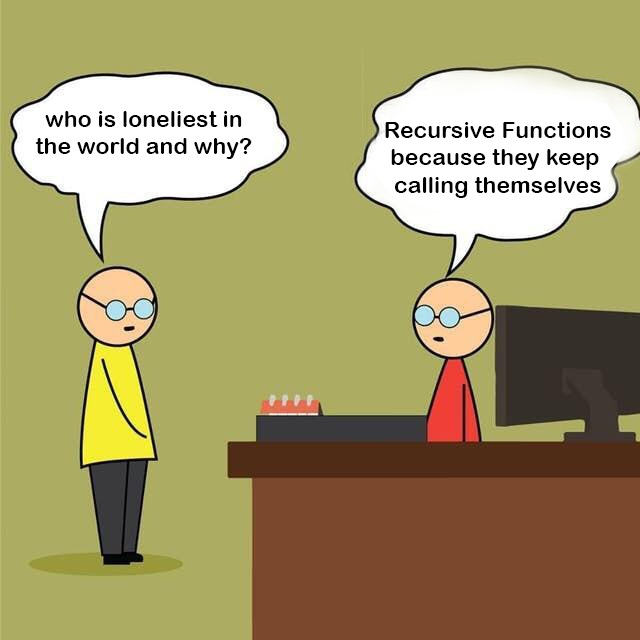 who is loneliest in
the world and why?
Recursive Functions
because they keep
calling themselves